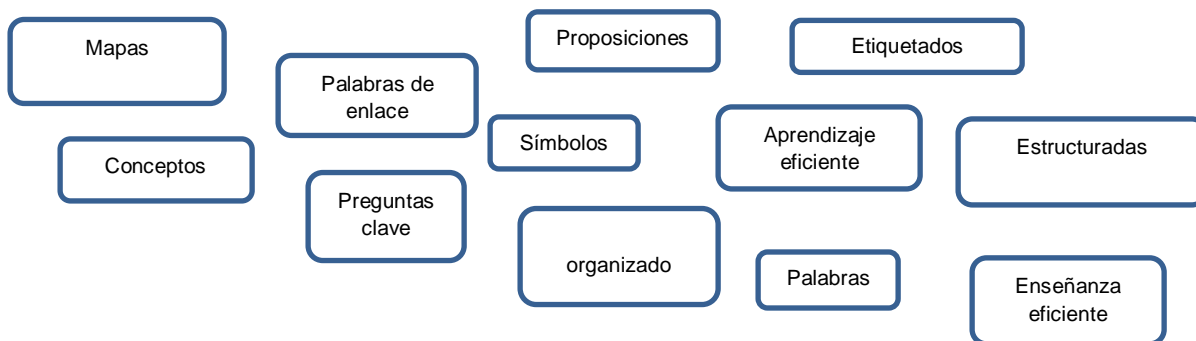 Mapas
Proposiciones
Etiquetados
Palabras de
enlace
Símbolos
Aprendizaje
eficiente
Estructuradas
Conceptos
Preguntas
clave
organizado
Palabras
Enseñanza
eficiente